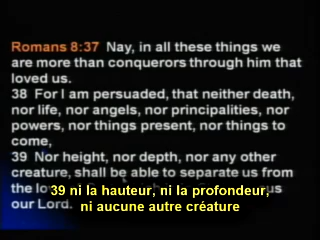 Romans 8:37 Nay, in all these things we
are more than conquerors through him that
loved us.
38 For I am persuaded, that neither death,
nor life, nor angels, nor principalities, nor
powers, nor things present, nor things to
come,
39 Nor height, nor depth, nor any other
creature, shall be able to separate us from
the
our Lord.
39 ni la hauteur, ni la profondeur,
ni aucune autre créature